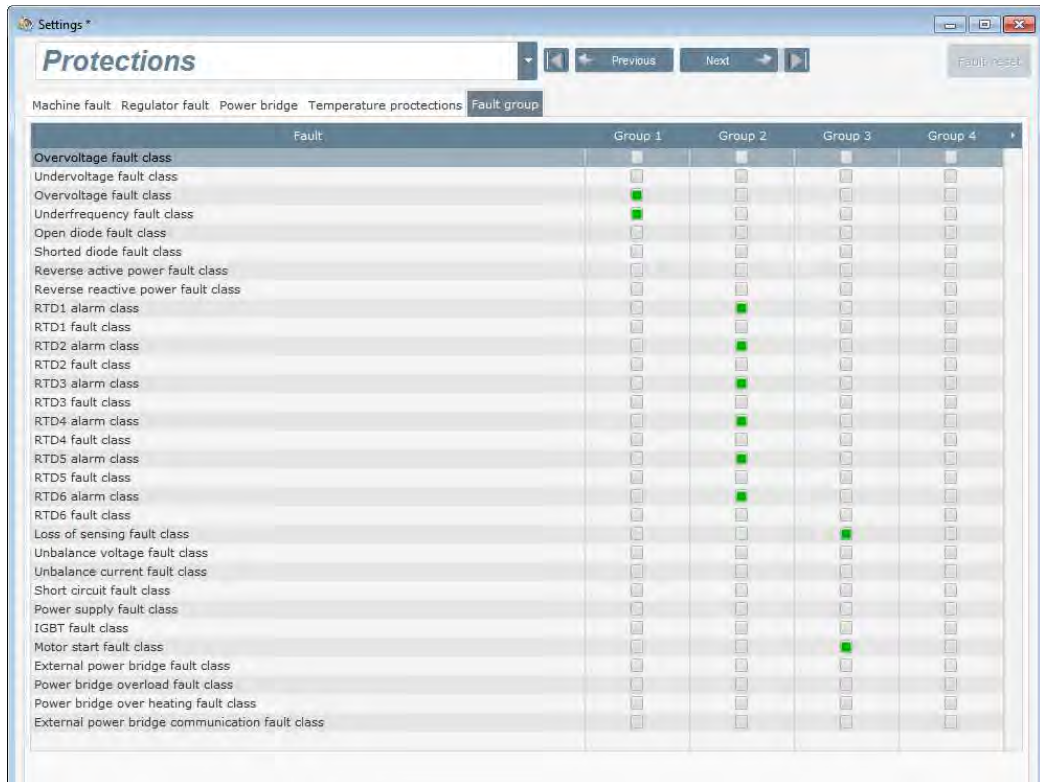 Settings *
Protections
Previous
Next
Fault reset
Machine fault Regulator fault Power bridge Temperature proctections Fault group
Fault Group 1 Group 2 Group 3 Group 4
Overvoltage fault class
Undervoltage fault class
Overvoltage fault class
Underfrequency fault class
Open diode fault class
Shorted diode fault class
Reverse active power fault class
Reverse reactive power fault class
RTD1 alarm class
RTD1 fault class
RTD2 alarm class
RTD2 fault class
RTD3 alarm class
RTD3 fault class
RTD4 alarm class
RTD4 fault class
RTD5 alarm class
RTD5 fault class
RTD6 alarm class
RTD6 fault class
Loss of sensing fault class
Unbalance voltage fault class
Unbalance current fault class
Short circuit fault class
Power supply fault class
IGBT fault class
Motor start fault class
External power bridge fault class
Power bridge overload fault class
Power bridge over heating fault class
External power bridge communication fault class